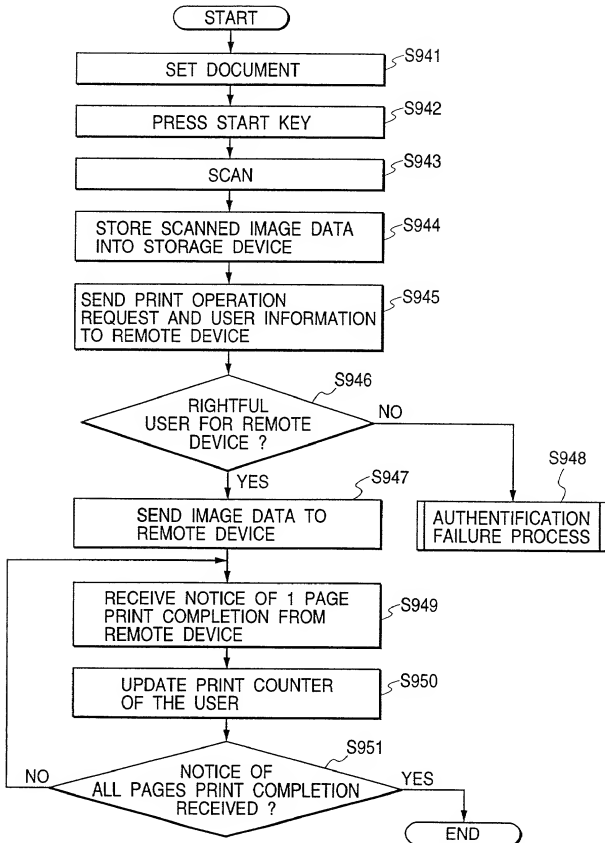 START
SET DOCUMENT
S941
PRESS START KEY
S942
SCAN
S943
STORE SCANNED IMAGE DATA
INTO STORAGE DEVICE
S944
SEND PRINT OPERATION
REQUEST AND USER INFORMATION
TO REMOTE DEVICE
S945
S946
RIGHTFUL
USER FOR REMOTE
DEVICE ?
NO
YES
S947
SEND IMAGE DATA TO
REMOTE DEVICE
S948
AUTHENTIFICATION
FAILURE PROCESS
RECEIVE NOTICE OF 1 PAGE
PRINT COMPLETION FROM
REMOTE DEVICE
S949
UPDATE PRINT COUNTER
OF THE USER
S950
S951
NOTICE OF
ALL PAGES PRINT COMPLETION
RECEIVED ?
NO
YES
END